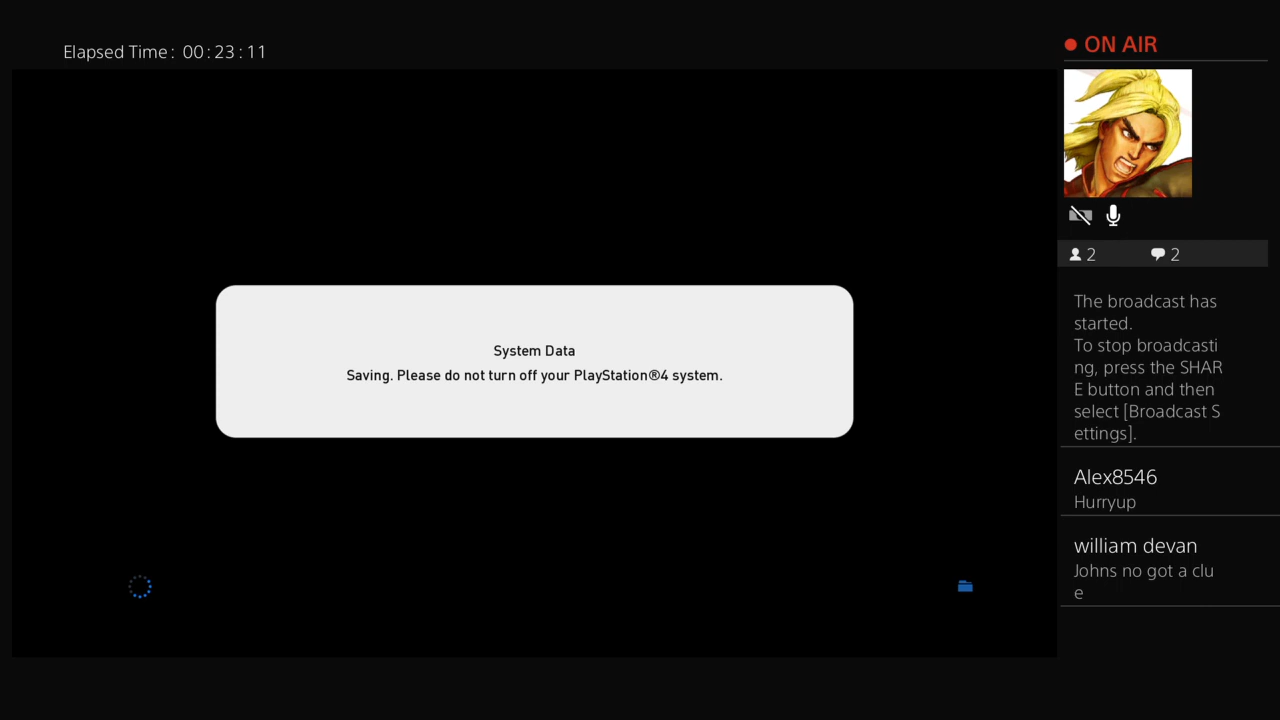 Elapsed Time: 00:23:11
ON AIR
2 2
The broadcast has
started.
To stop broadcasti
ng, press the SHAR
E button and then
select [Broadcast S
ettings].
System Data
Saving. Please do not turn off your PlayStation®4 system.
Alex8546
Hurryup
william devan
Johns no got a clu
e